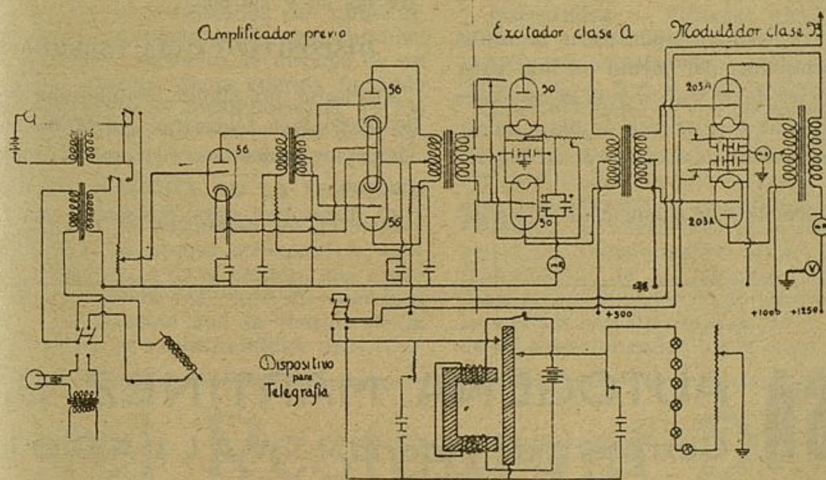 Amplificador previo
Excitador clase A
Modulador clase B
56
56
56
50
50
203A
203A
mA
V
+500
+1000
+1250
Dispositivo
para
Telegrafía